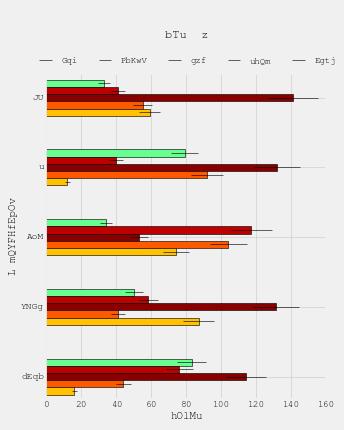 bTu z
Gqi PbKwV gzf uhQm Egtj
JU
u
AoM
YNGg
dEqb
L mQYFHfEpOv
0 20 40 60 80 100 120 140 160
hOlMu